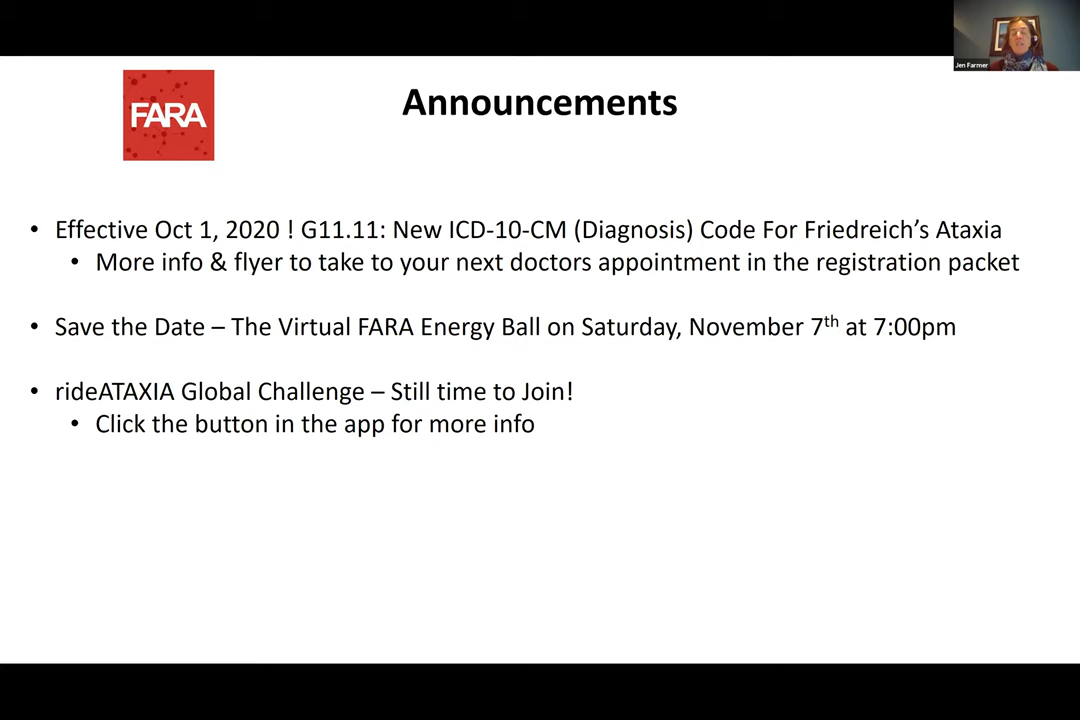 Jen Farmer
FARA
Announcements
• Effective Oct 1, 2020 ! G11.11: New ICD-10-CM (Diagnosis) Code For Friedreich’s Ataxia
• More info & flyer to take to your next doctors appointment in the registration packet
• Save the Date – The Virtual FARA Energy Ball on Saturday, November 7th at 7:00pm
• rideATAXIA Global Challenge – Still time to Join!
• Click the button in the app for more info